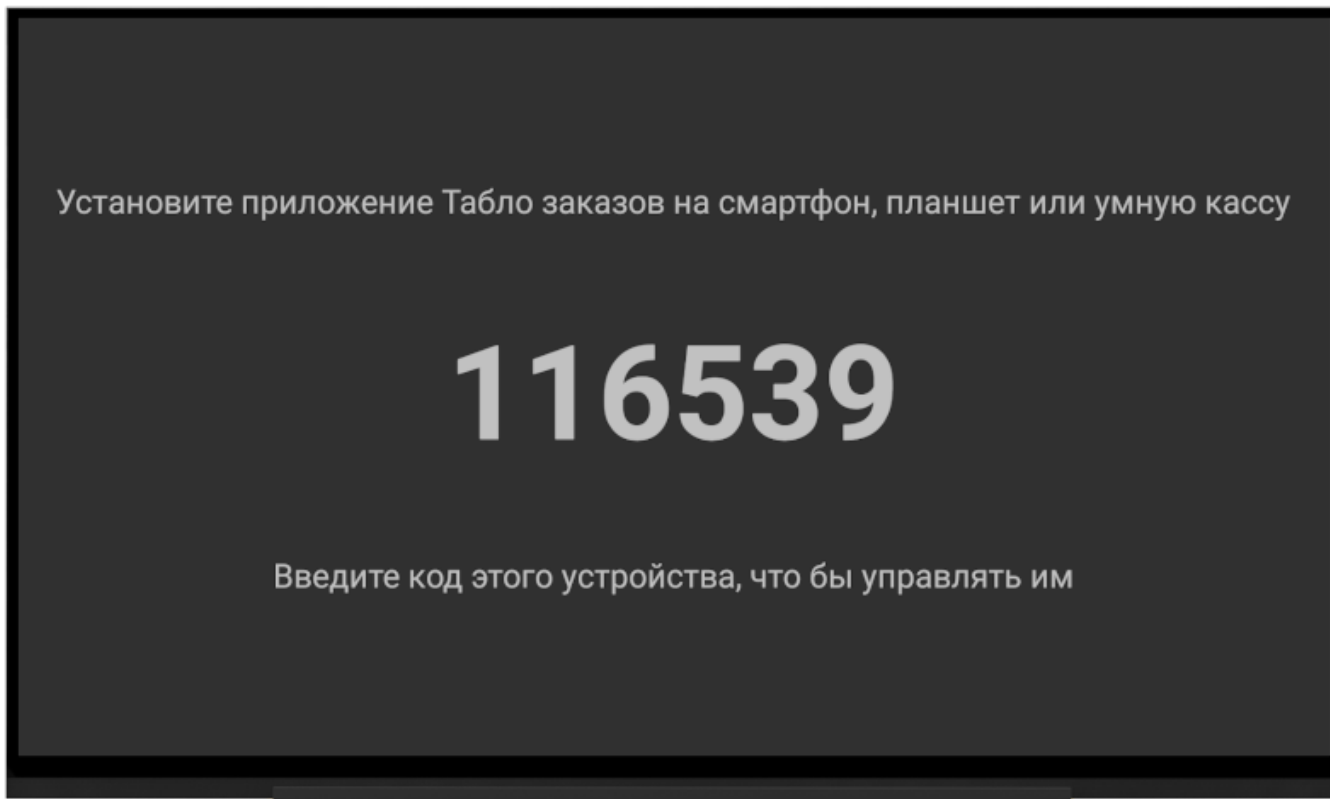 Установите приложение Табло заказов на смартфон, планшет или умную кассу
116539
Введите код этого устройства, что бы управлять им